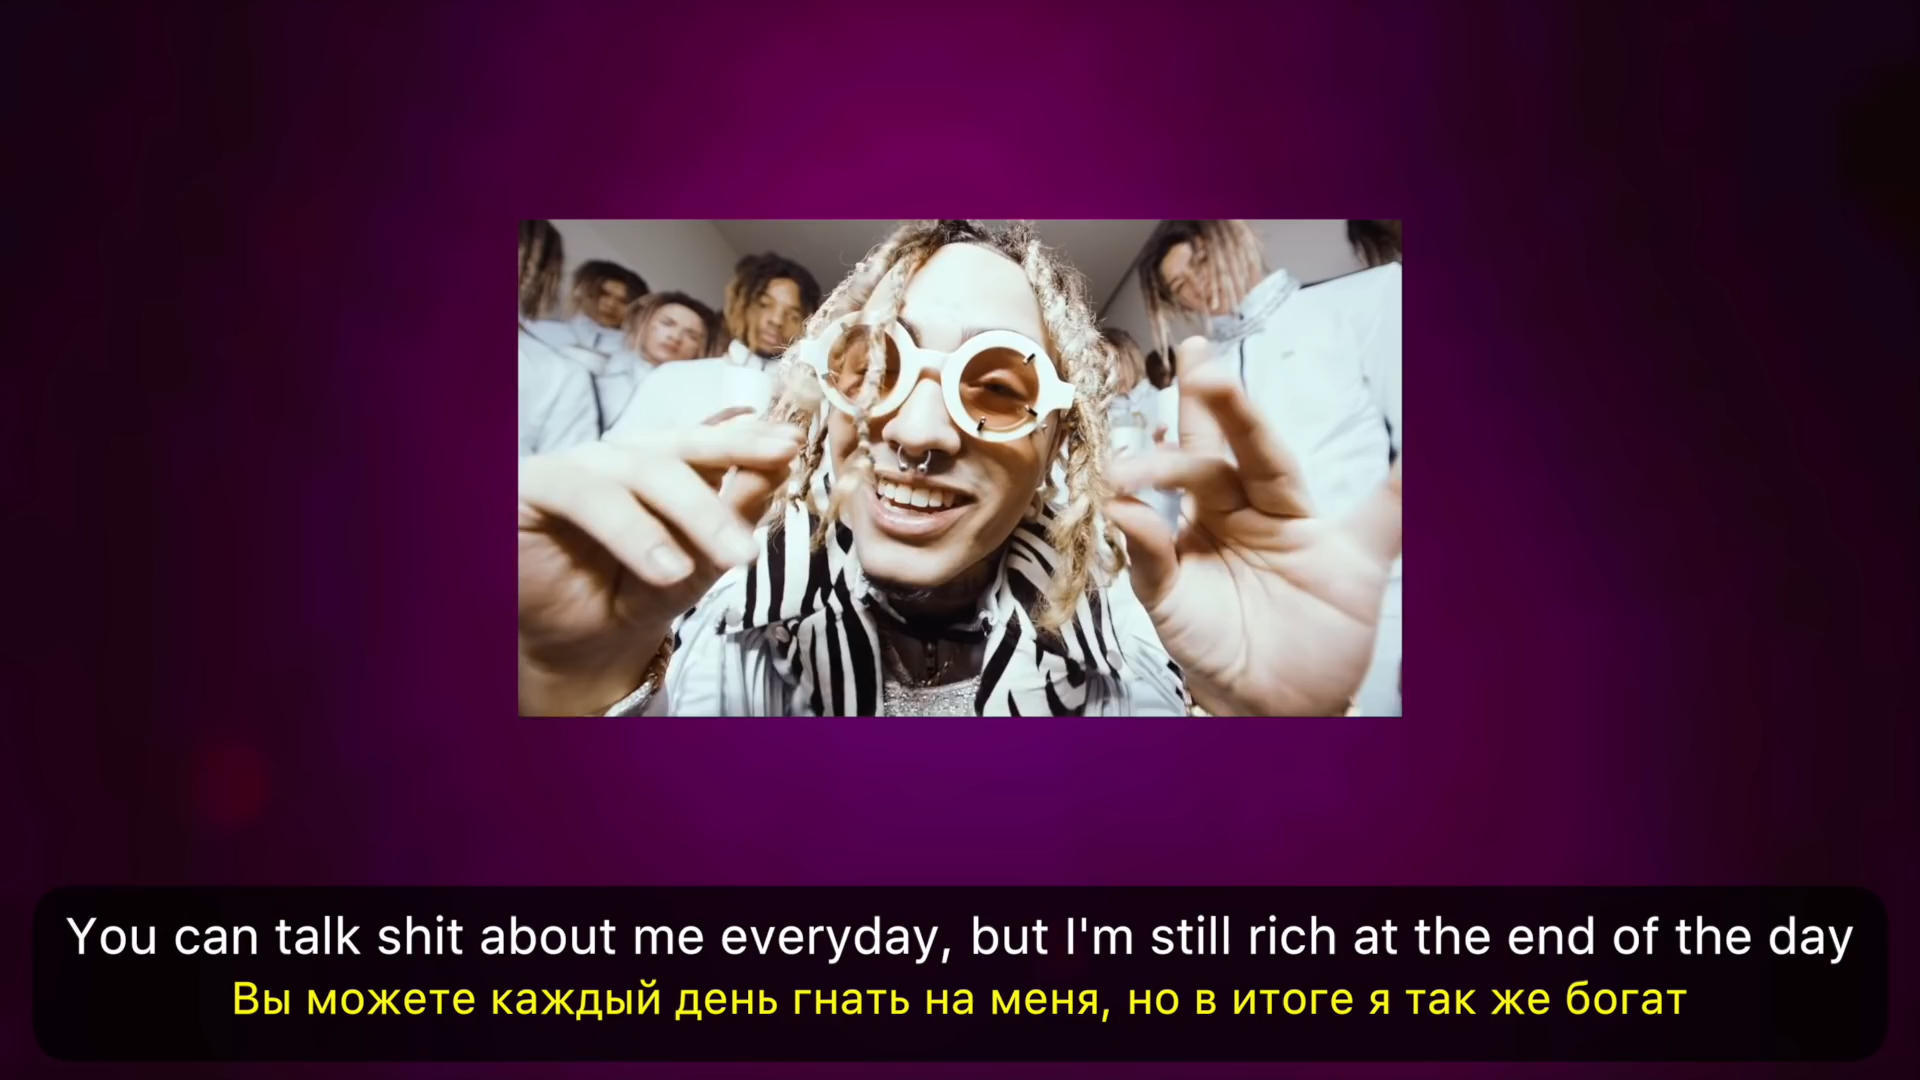 You can talk shit about me everyday, but I'm still rich at the end of the day
Вы можете каждый день гнать на меня, но в итоге я так же богат